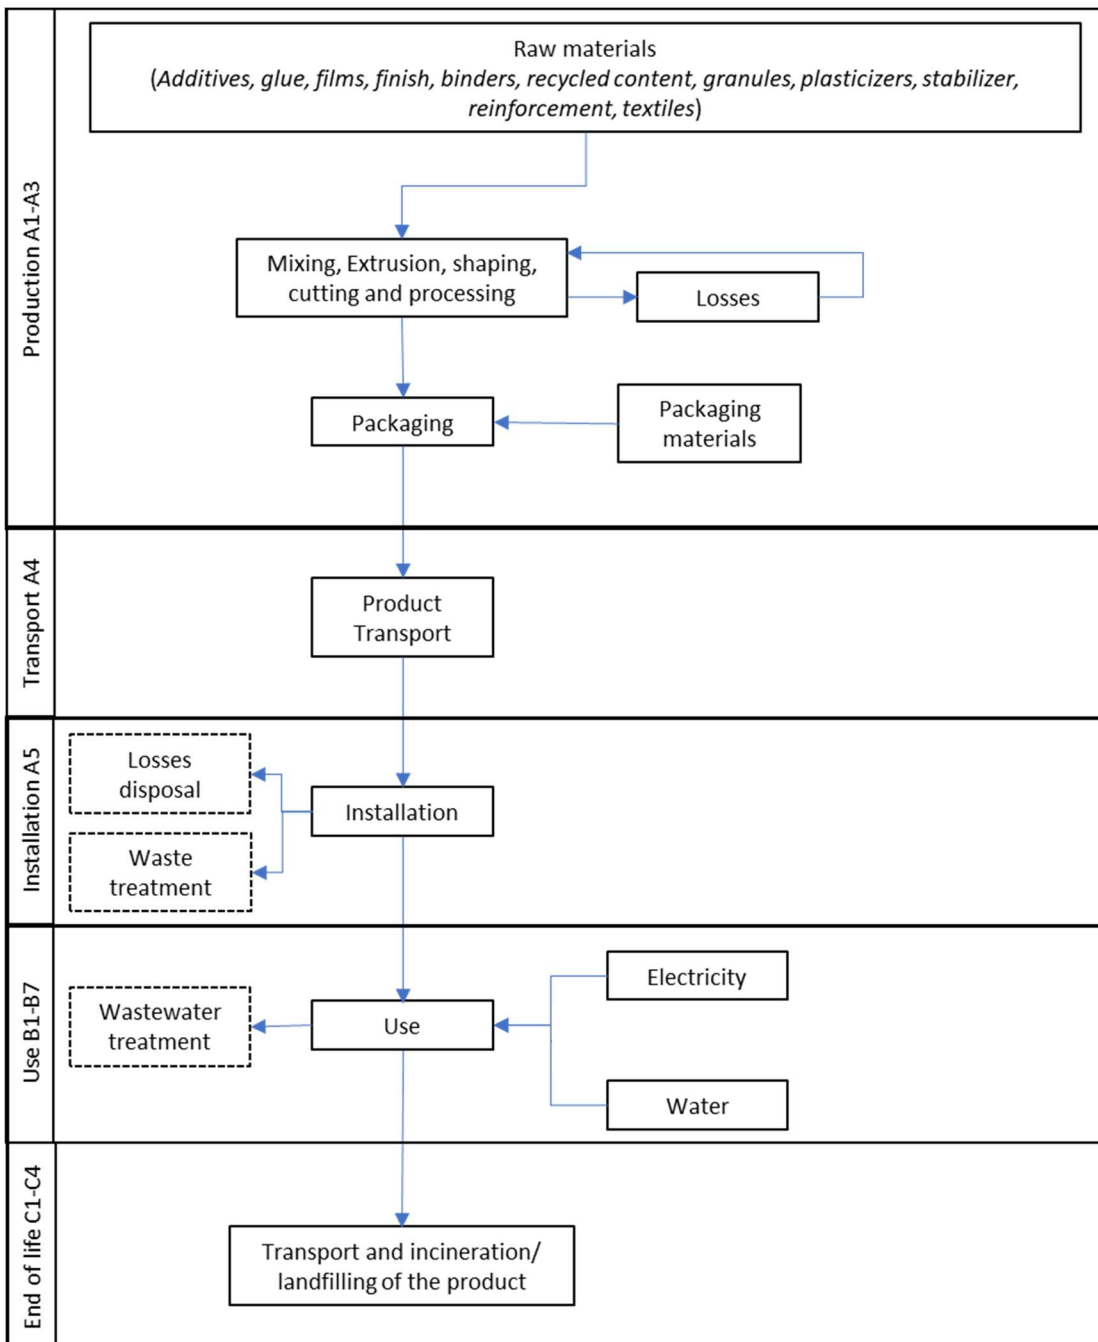 Production A1-A3
Raw materials
(Additives, glue, films, finish, binders, recycled content, granules, plasticizers, stabilizer,
reinforcement, textiles)
Mixing, Extrusion, shaping,
cutting and processing
Losses
Packaging
Packaging
materials
Transport A4
Product
Transport
Installation A5
Losses
disposal
Installation
Waste
treatment
Use B1-B7
Electricity
Wastewater
treatment
Use
Water
End of life C1-C4
Transport and incineration/
landfilling of the product